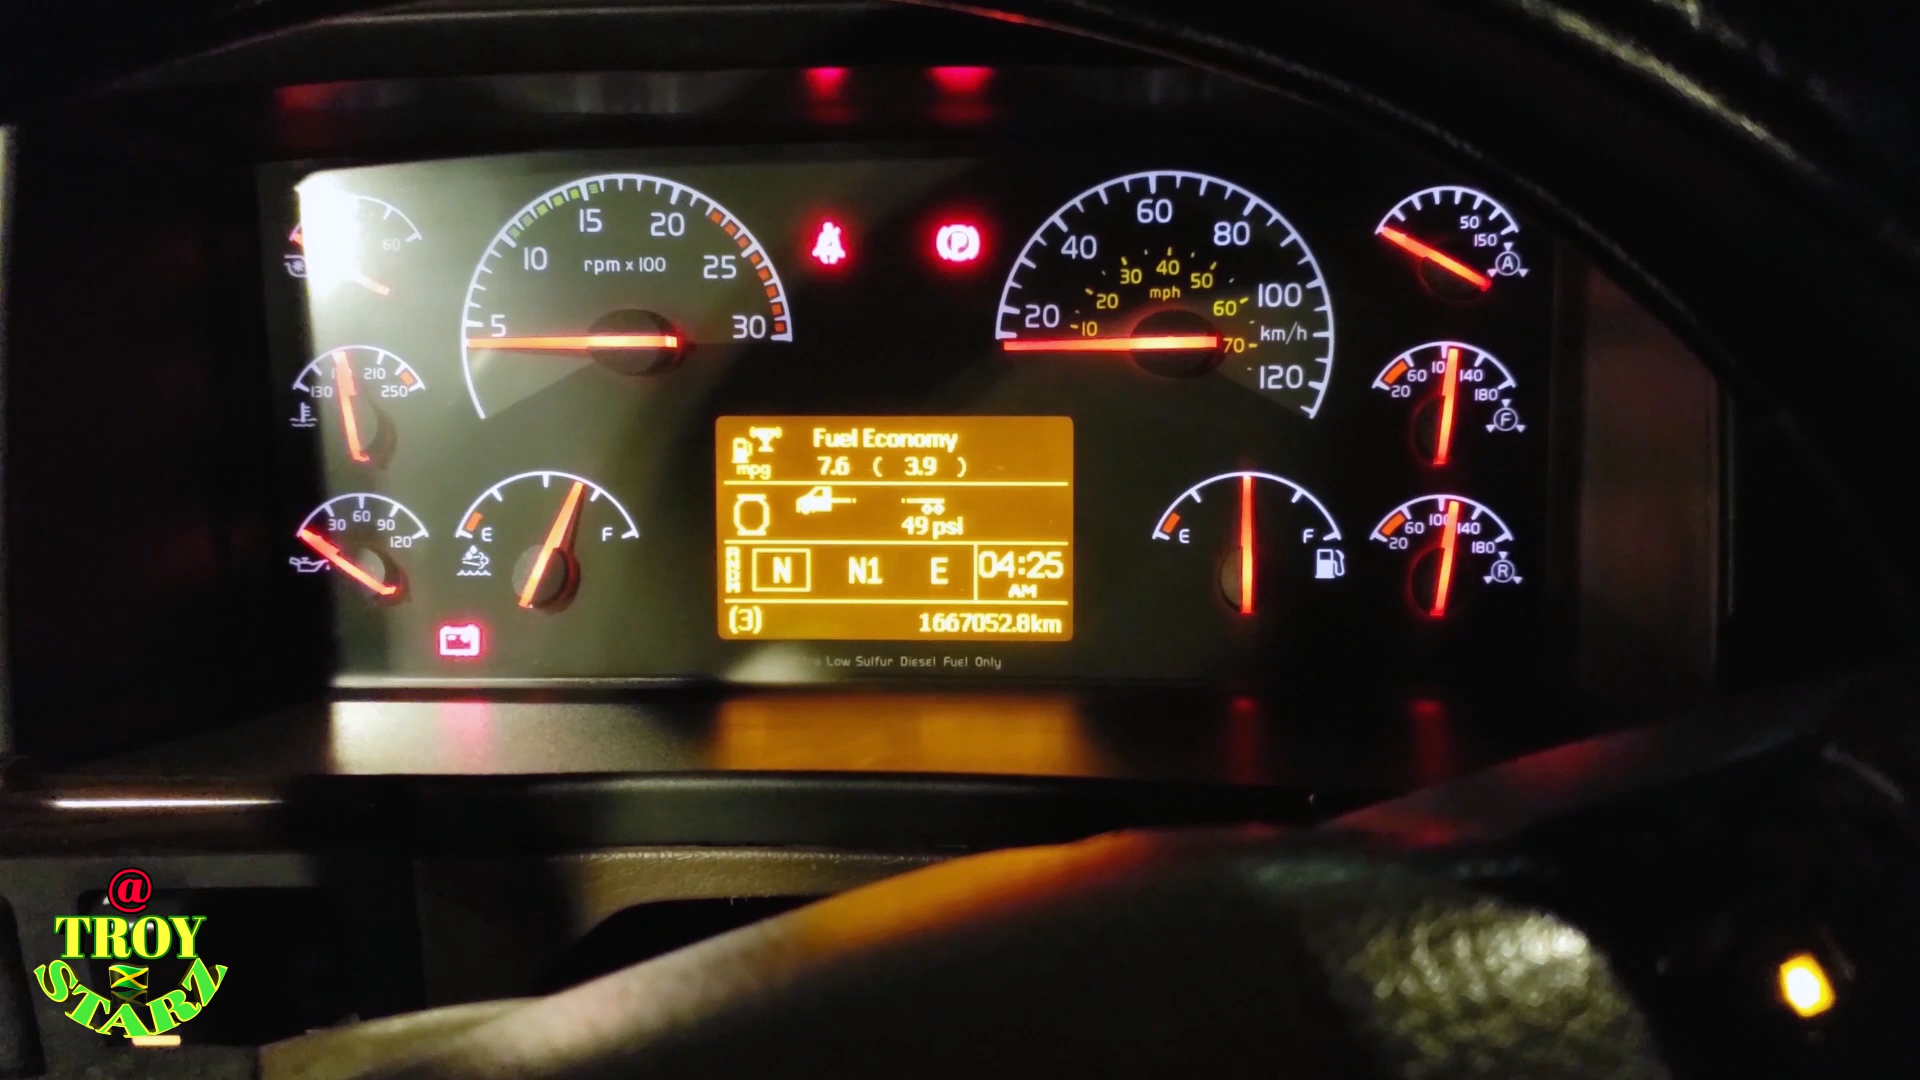 60
130
210
250
30
60
90
120
5
10
15
20
25
30
rpm x 100
E
F
P
20
40
60
80
100
120
km/h
10
20
30
40
50
60
70
mph
50
150
A
20
60
10
140
180
F
20
60
100
140
180
R
E
F
mpg
Fuel Economy
7.6 ( 3.9 )
49 psi
N N1 E 04:25
AM
(3) 1667052.8km
Low Sulfur Diesel Fuel Only
@
TROY
STARZ